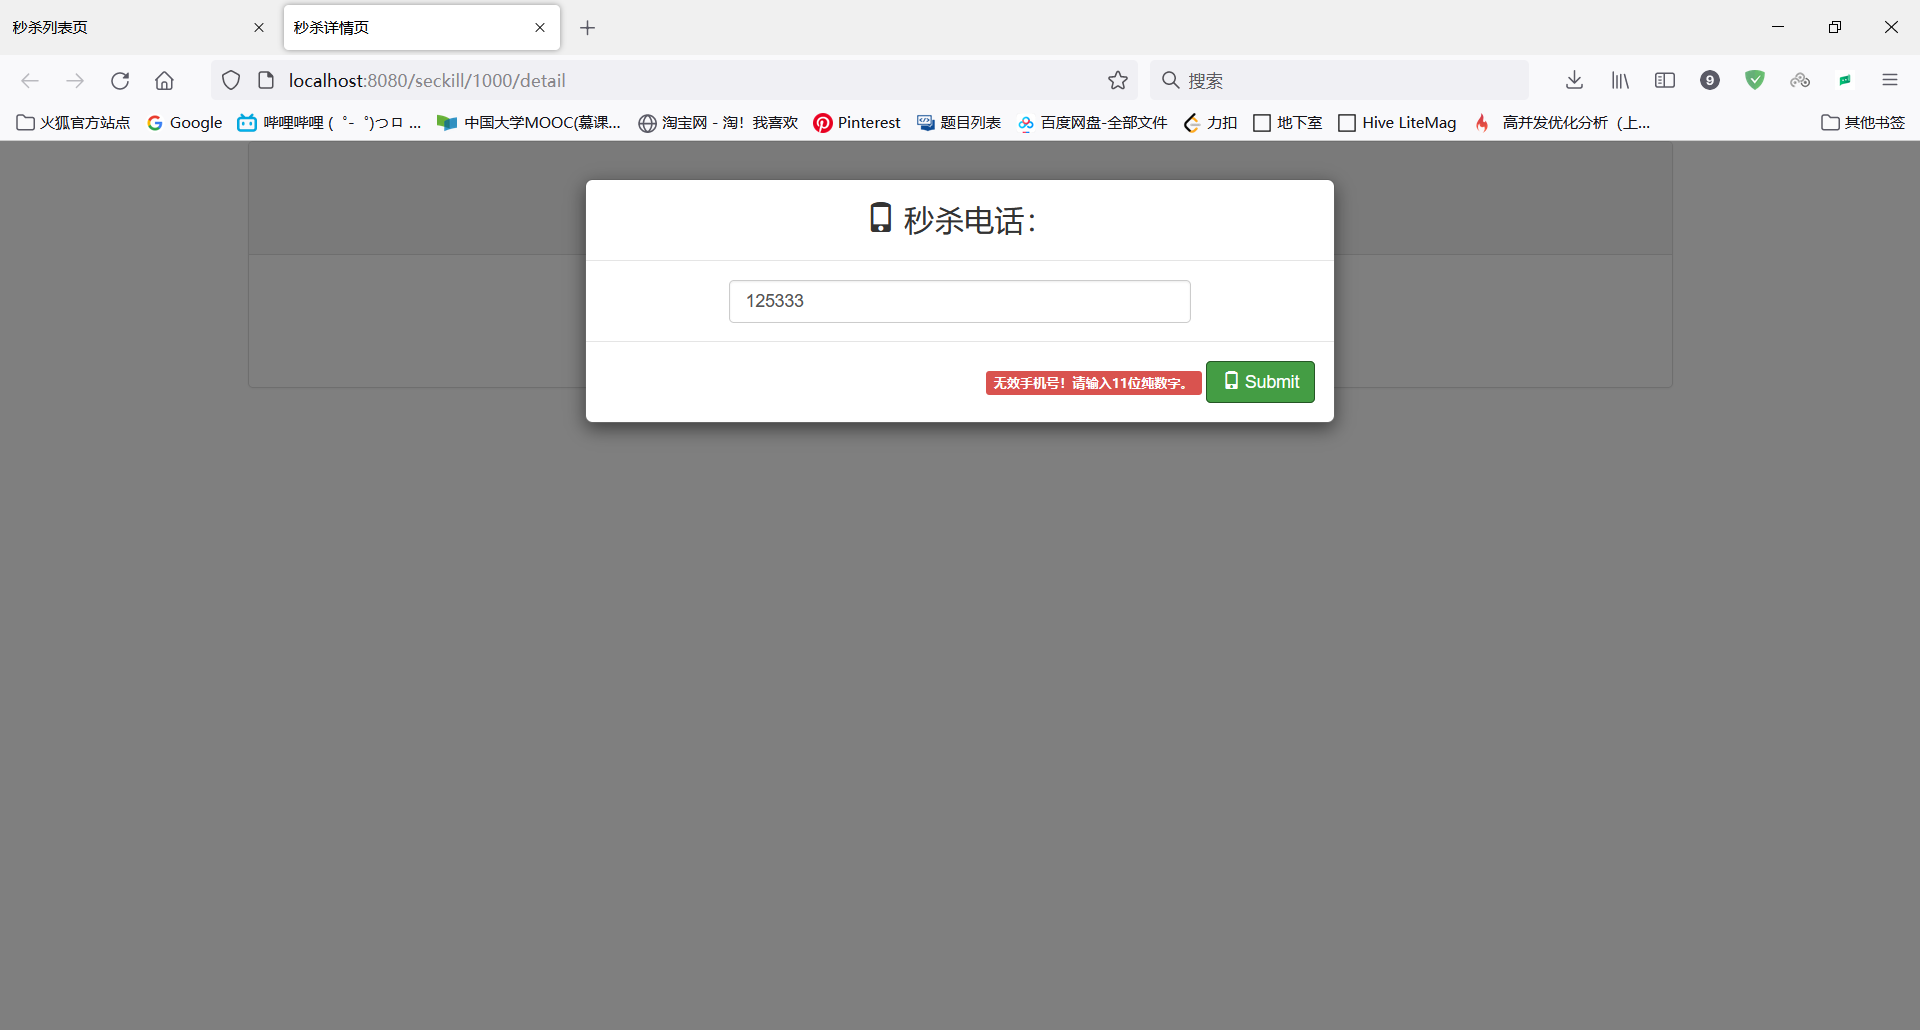 秒杀列表页
秒杀详情页
localhost:8080/seckill/1000/detail
搜索
9
火狐官方站点 Google 哔哩哔哩 ( ゜- ゜)つロ ... 中国大学MOOC(慕课... 淘宝网 - 淘！我喜欢 Pinterest 题目列表 百度网盘-全部文件 力扣 地下室 Hive LiteMag 高并发优化分析（上... 其他书签
秒杀电话：
125333
无效手机号！请输入11位纯数字。 Submit